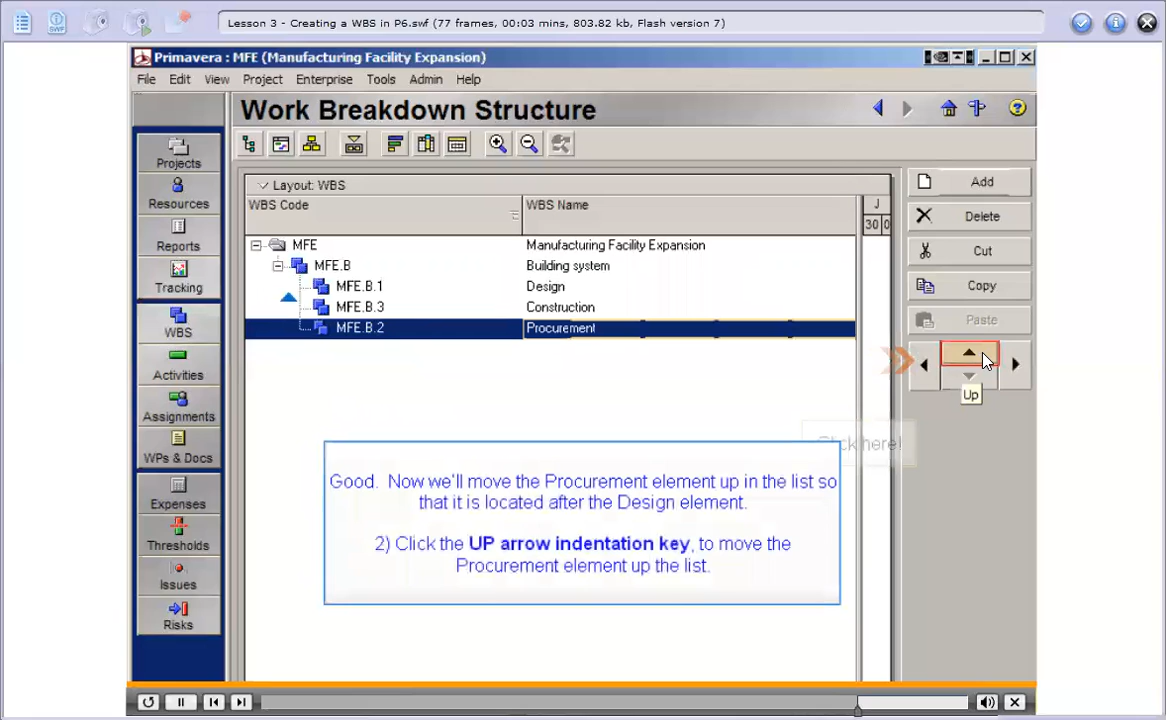 Lesson 3 - Creating a WBS in P6.swf (77 frames, 00:03 mins, 803.82 kb, Flash version 7)
Primavera : MFE (Manufacturing Facility Expansion)
File Edit View Project Enterprise Tools Admin Help
Work Breakdown Structure
Projects
Resources
Reports
Tracking
WBS
Activities
Assignments
WPs & Docs
Expenses
Thresholds
Issues
Risks
Layout: WBS
WBS Code WBS Name
J
30 0
MFE Manufacturing Facility Expansion
MFE.B Building system
MFE.B.1 Design
MFE.B.3 Construction
MFE.B.2 Procurement
Add
Delete
Cut
Copy
Paste
Up
Click here!
Good. Now we'll move the Procurement element up in the list so
that it is located after the Design element.
2) Click the UP arrow indentation key, to move the
Procurement element up the list.